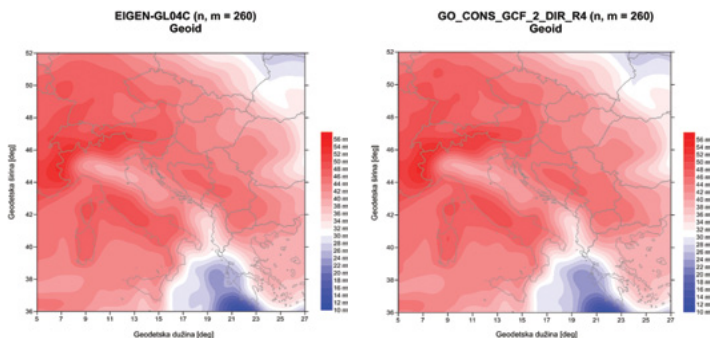 EIGEN-GL04C (n, m = 260)
Geoid
52
50
48
46
44
42
40
38
36
Geodetska širina [deg]
5 7 9 11 13 15 17 19 21 23 25 27
Geodetska dužina [deg]
56 m
54 m
52 m
50 m
48 m
46 m
44 m
42 m
40 m
38 m
36 m
34 m
32 m
30 m
28 m
26 m
24 m
22 m
20 m
18 m
16 m
14 m
12 m
10 m
GO_CONS_GCF_2_DIR_R4 (n, m = 260)
Geoid
52
50
48
46
44
42
40
38
36
Geodetska širina [deg]
5 7 9 11 13 15 17 19 21 23 25 27
Geodetska dužina [deg]
56 m
54 m
52 m
50 m
48 m
46 m
44 m
42 m
40 m
38 m
36 m
34 m
32 m
30 m
28 m
26 m
24 m
22 m
20 m
18 m
16 m
14 m
12 m
10 m